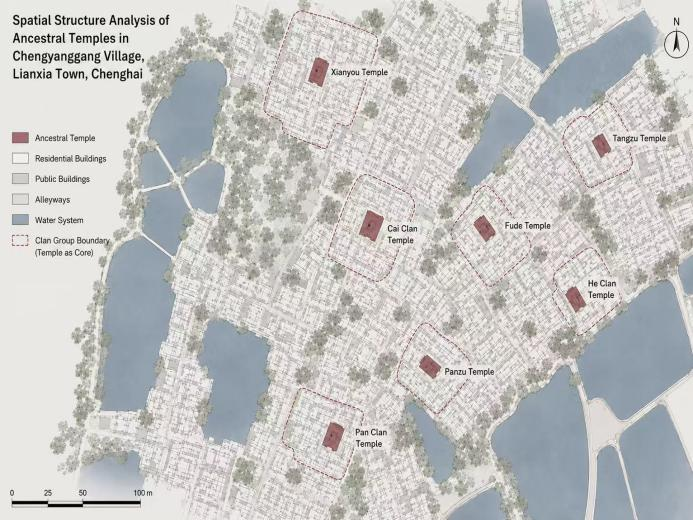 Spatial Structure Analysis of
Ancestral Temples in
Chengyanggang Village,
Lianxia Town, Chenghai
N
Xianyou Temple
Tangzu Temple
Ancestral Temple
Residential Buildings
Public Buildings
Alleyways
Water System
Clan Group Boundary
(Temple as Core)
Cai Clan
Temple
Fude Temple
He Clan
Temple
Panzu Temple
Pan Clan
Temple
0 25 50 100 m